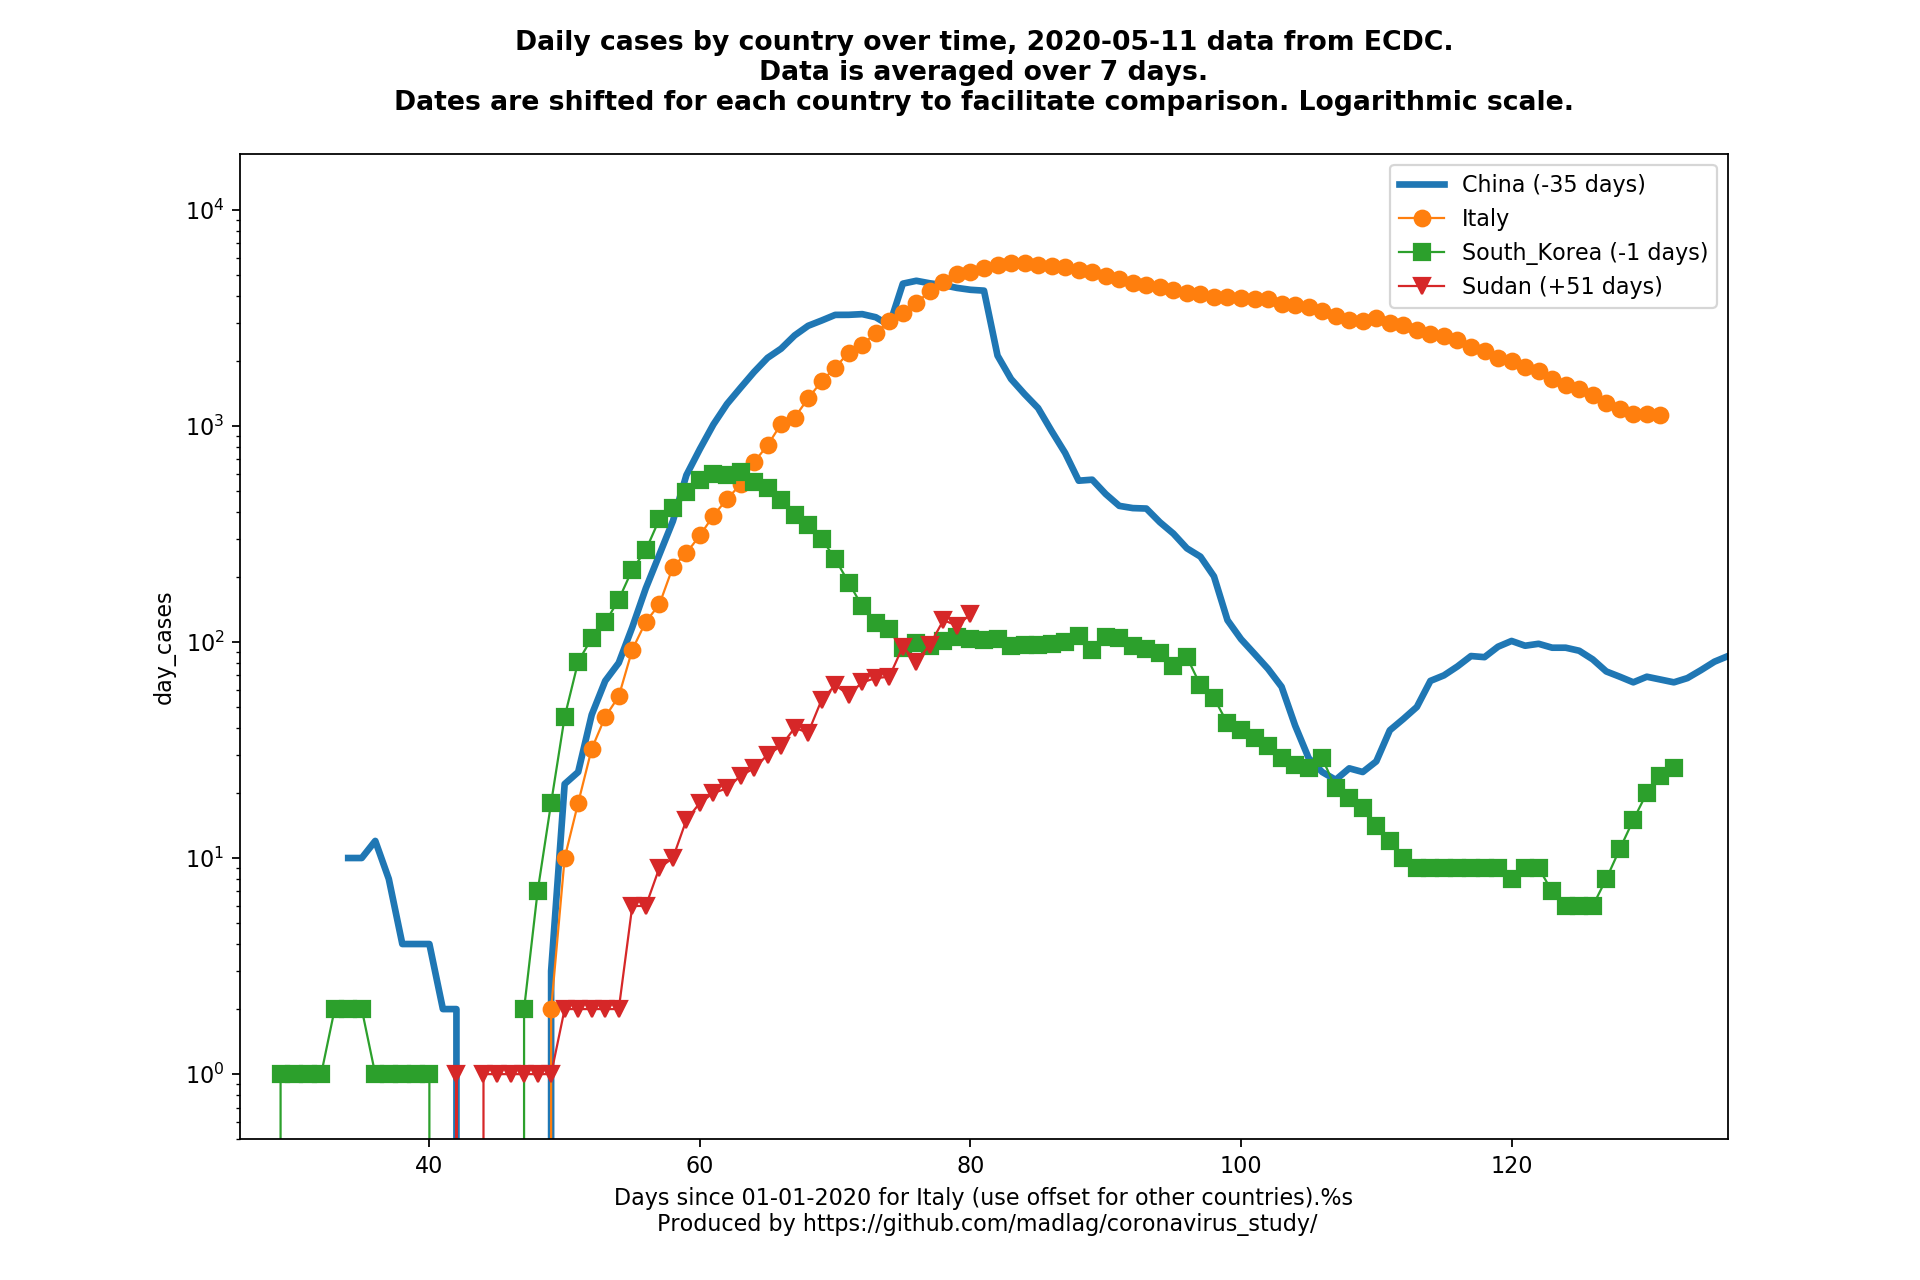 Daily cases by country over time, 2020-05-11 data from ECDC.
Data is averaged over 7 days.
Dates are shifted for each country to facilitate comparison. Logarithmic scale.
China (-35 days)
Italy
South_Korea (-1 days)
Sudan (+51 days)
10⁴
10³
10²
10¹
10⁰
day_cases
40 60 80 100 120
Days since 01-01-2020 for Italy (use offset for other countries).%s
Produced by https://github.com/madlag/coronavirus_study/